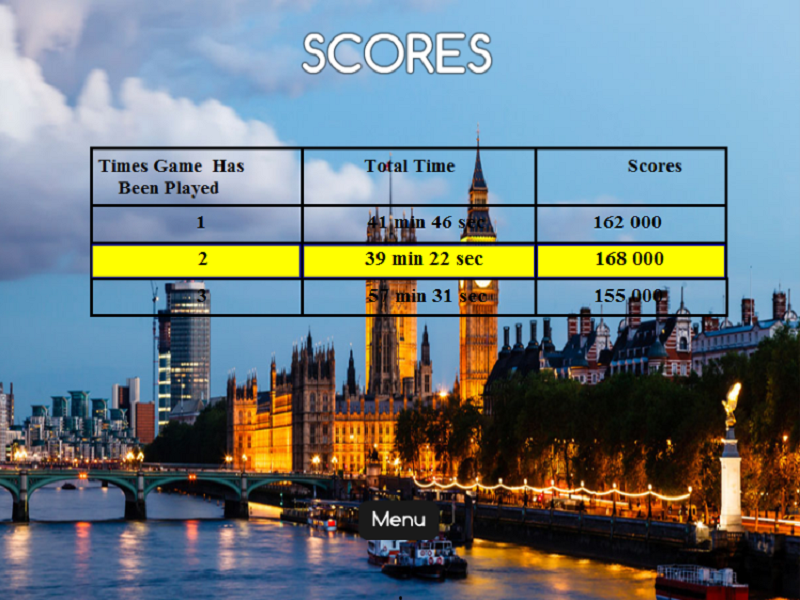 SCORES
Times Game Has Been Played Total Time Scores
1 41 min 46 sec 162 000
2 39 min 22 sec 168 000
3 57 min 31 sec 155 000
Menu